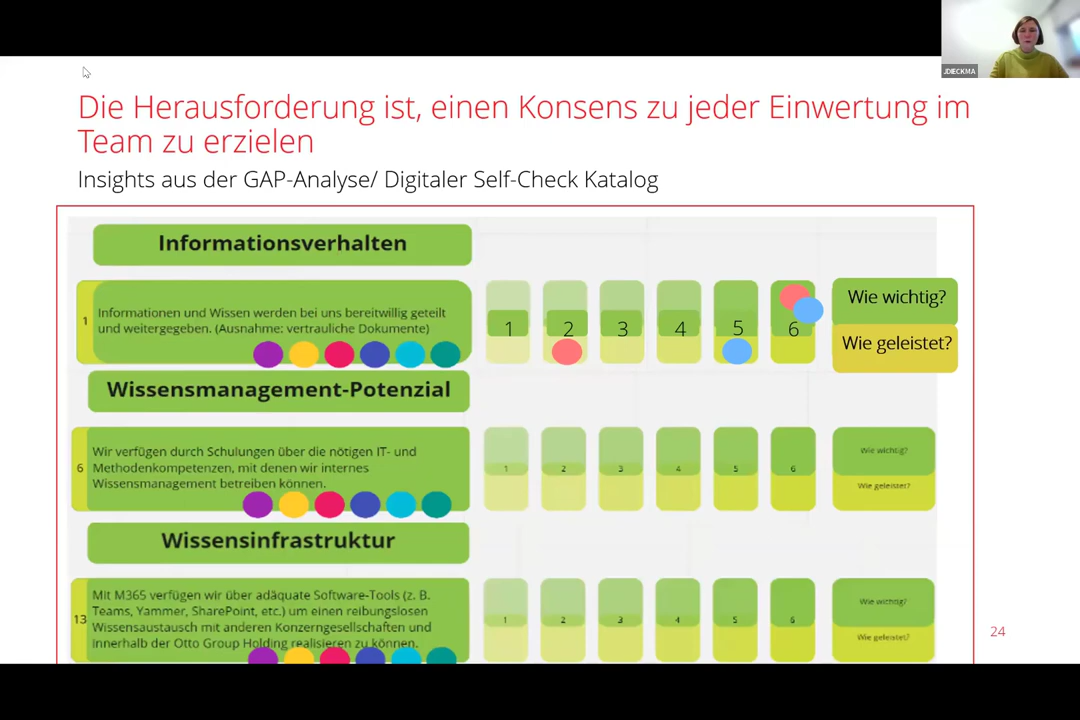 JDIECKMA
Die Herausforderung ist, einen Konsens zu jeder Einwertung im
Team zu erzielen
Insights aus der GAP-Analyse/ Digitaler Self-Check Katalog
Informationsverhalten
1
Informationen und Wissen werden bei uns bereitwillig geteilt
und weitergegeben. (Ausnahme: vertrauliche Dokumente)
1 2 3 4 5 6
Wie wichtig?
Wie geleistet?
Wissensmanagement-Potenzial
6
Wir verfügen durch Schulungen über die nötigen IT- und
Methodenkompetenzen, mit denen wir internes
Wissensmanagement betreiben können.
1 2 3 4 5 6
Wie wichtig?
Wie geleistet?
Wissensinfrastruktur
13
Mit M365 verfügen wir über adäquate Software-Tools (z. B.
Teams, Yammer, SharePoint, etc.) um einen reibungslosen
Wissensaustausch mit anderen Konzerngesellschaften und
innerhalb der Otto Group Holding realisieren zu können.
1 2 3 4 5 6
Wie wichtig?
Wie geleistet?
24